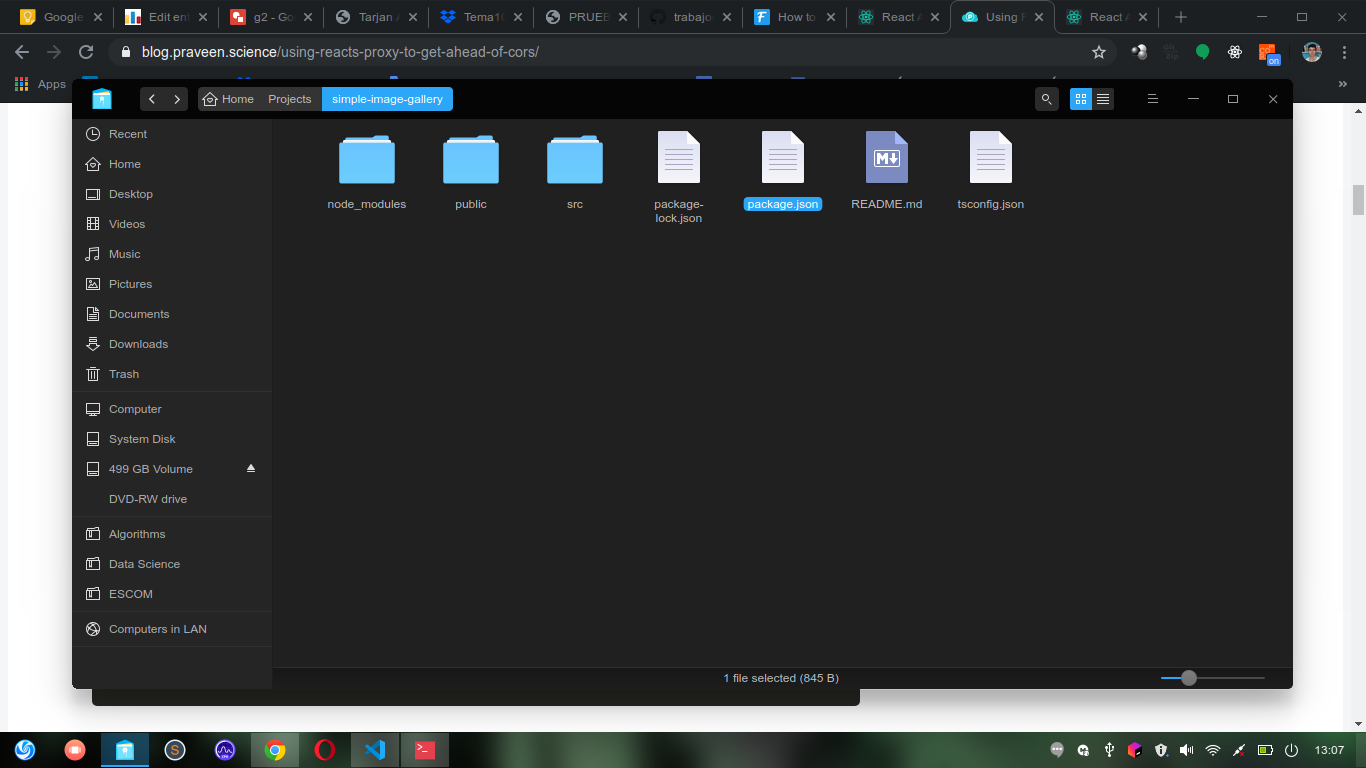 Google
Edit en
g2 - Go
Tarjan
Tema1
PRUEB
trabajo
How to
React A
Using
React A
blog.praveen.science/using-reacts-proxy-to-get-ahead-of-cors/
on
Apps
»
Home
Projects
simple-image-gallery
Recent
Home
Desktop
Videos
Music
Pictures
Documents
Downloads
Trash
Computer
System Disk
499 GB Volume
DVD-RW drive
Algorithms
Data Science
ESCOM
Computers in LAN
node_modules
public
src
package-
lock.json
package.json
M
README.md
tsconfig.json
1 file selected (845 B)
S
13:07